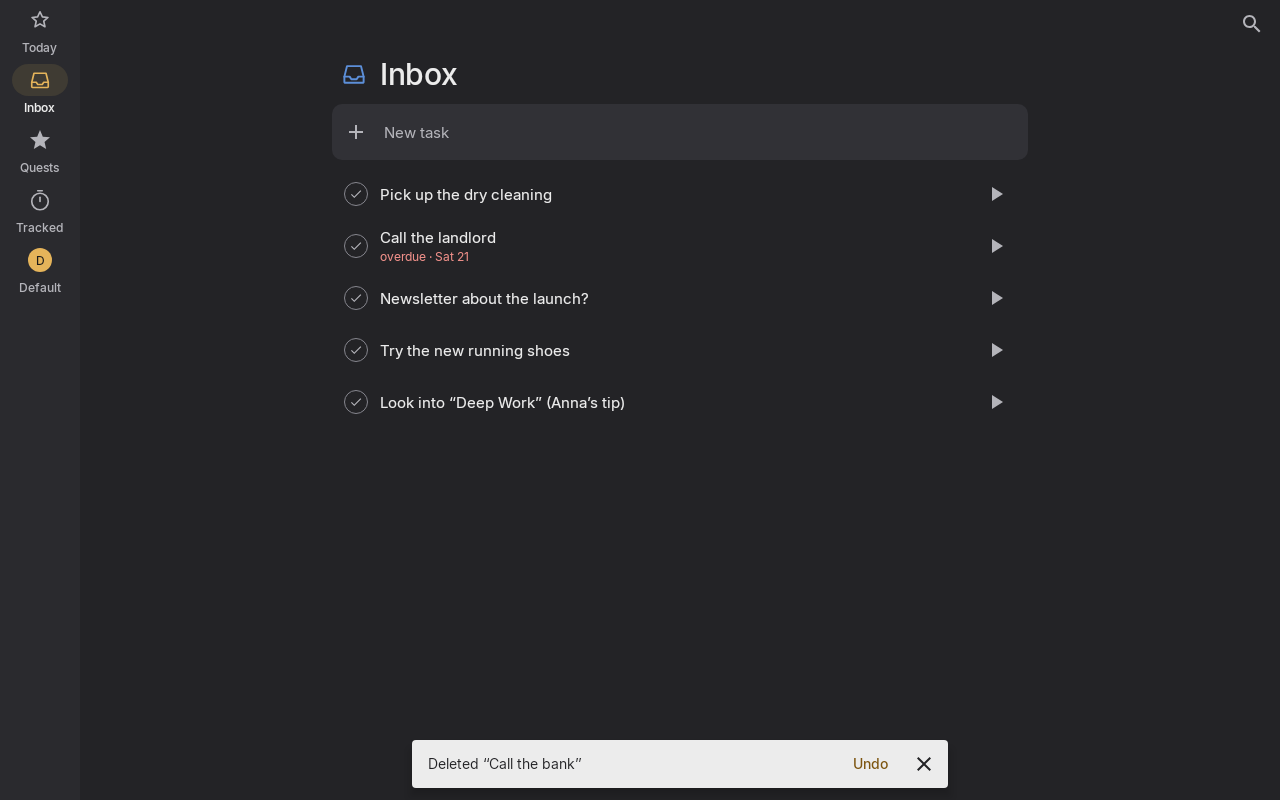 Today
Inbox
Quests
Tracked
D
Default
Inbox
New task
Pick up the dry cleaning
Call the landlord
overdue · Sat 21
Newsletter about the launch?
Try the new running shoes
Look into “Deep Work” (Anna’s tip)
Deleted “Call the bank”
Undo